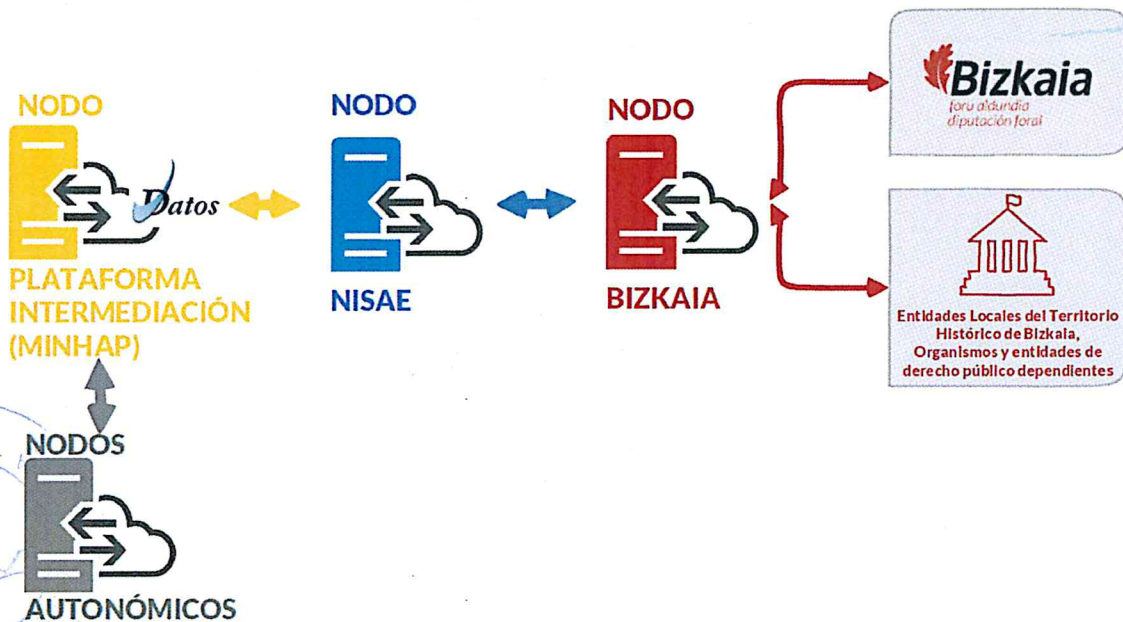 NODO
Datos
PLATAFORMA
INTERMEDIACIÓN
(MINHAP)
NODO
NISAE
NODO
BIZKAIA
Bizkaia
foru aldundia
diputación foral
Entidades Locales del Territorio
Histórico de Bizkaia,
Organismos y entidades de
derecho público dependientes
NODOS
AUTONÓMICOS